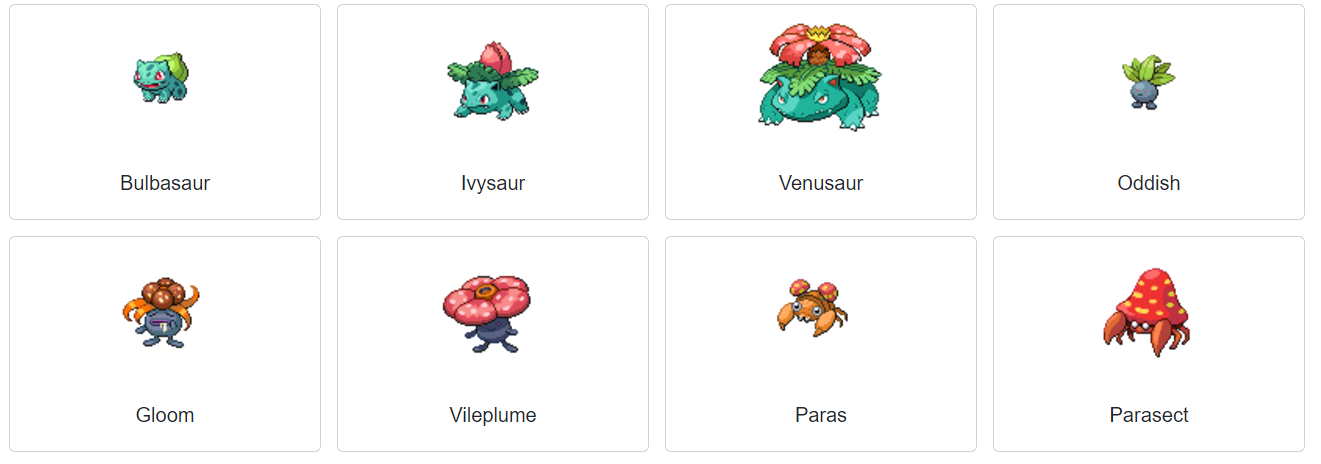 Bulbasaur
Ivysaur
Venusaur
Oddish
Gloom
Vileplume
Paras
Parasect